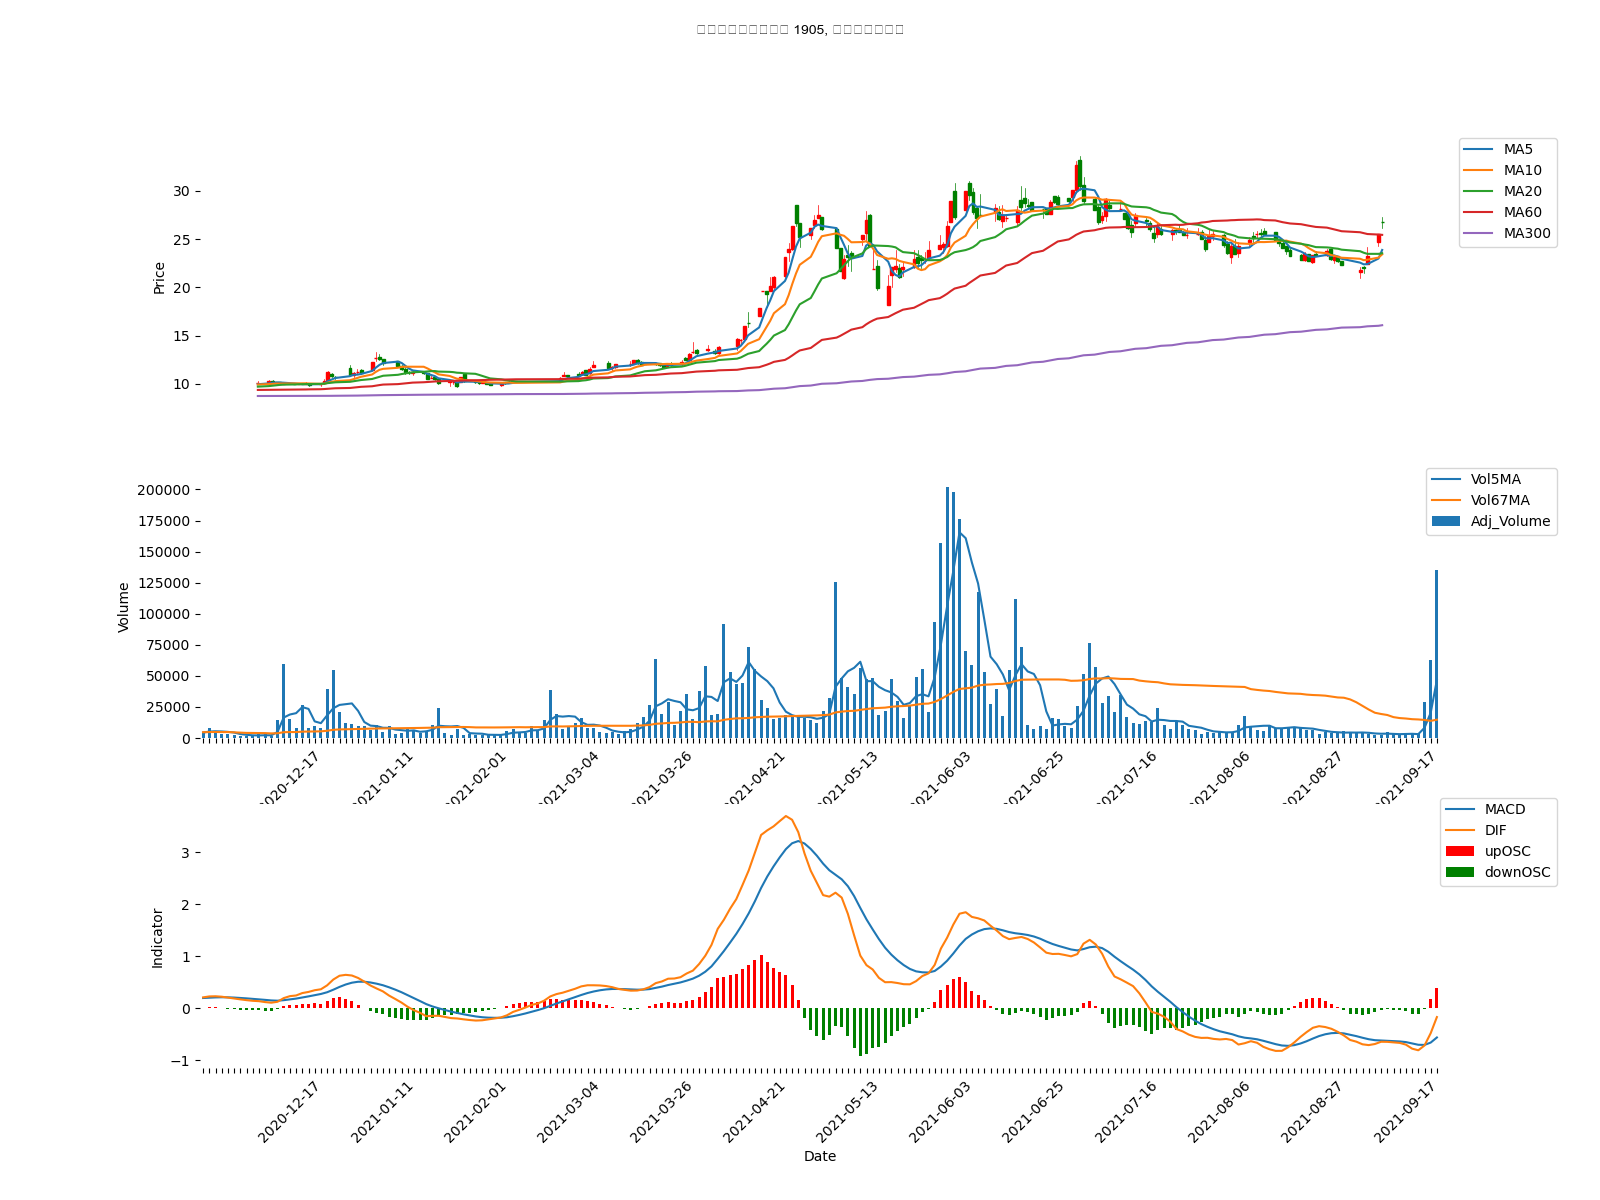 1905,
MA5
MA10
MA20
MA60
MA300
Price
30
25
20
15
10
Vol5MA
Vol67MA
Adj_Volume
Volume
200000
175000
150000
125000
100000
75000
50000
25000
0
2020-12-17 2021-01-11 2021-02-01 2021-03-04 2021-03-26 2021-04-21 2021-05-13 2021-06-03 2021-06-25 2021-07-16 2021-08-06 2021-08-27 2021-09-17
MACD
DIF
upOSC
downOSC
Indicator
3
2
1
0
−1
2020-12-17 2021-01-11 2021-02-01 2021-03-04 2021-03-26 2021-04-21 2021-05-13 2021-06-03 2021-06-25 2021-07-16 2021-08-06 2021-08-27 2021-09-17
Date